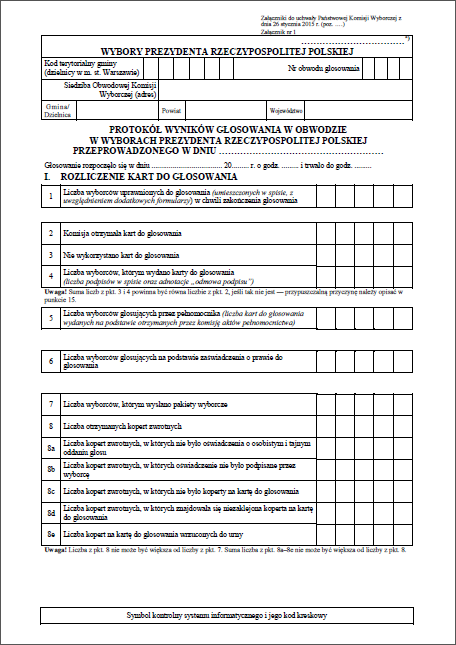 Załączniki do uchwały Państwowej Komisji Wyborczej z
dnia 26 stycznia 2015 r. (poz. ….)
Załącznik nr 1
..........................................*)
WYBORY PREZYDENTA RZECZYPOSPOLITEJ POLSKIEJ
Kod terytorialny gminy
(dzielnicy w m. st. Warszawie)
Nr obwodu głosowania
Siedziba Obwodowej Komisji
Wyborczej (adres)
Gmina/
Dzielnica
Powiat
Województwo
PROTOKÓŁ WYNIKÓW GŁOSOWANIA W OBWODZIE
W WYBORACH PREZYDENTA RZECZYPOSPOLITEJ POLSKIEJ
PRZEPROWADZONEGO W DNIU ..............................................
Głosowanie rozpoczęło się w dniu .............................. 20......... r. o godz. ......... i trwało do godz. .........
I. ROZLICZENIE KART DO GŁOSOWANIA
1 Liczba wyborców uprawnionych do głosowania (umieszczonych w spisie, z
uwzględnieniem dodatkowych formularzy) w chwili zakończenia głosowania
2 Komisja otrzymała kart do głosowania
3 Nie wykorzystano kart do głosowania
4 Liczba wyborców, którym wydano karty do głosowania
(liczba podpisów w spisie oraz adnotacje „odmowa podpisu")
Uwaga! Suma liczb z pkt. 3 i 4 powinna być równa liczbie z pkt. 2, jeśli tak nie jest — przypuszczalną przyczynę należy opisać w
punkcie 15.
5 Liczba wyborców głosujących przez pełnomocnika (liczba kart do głosowania
wydanych na podstawie otrzymanych przez komisję aktów pełnomocnictwa)
6 Liczba wyborców głosujących na podstawie zaświadczenia o prawie do
głosowania
7 Liczba wyborców, którym wysłano pakiety wyborcze
8 Liczba otrzymanych kopert zwrotnych
8a Liczba kopert zwrotnych, w których nie było oświadczenia o osobistym i tajnym
oddaniu głosu
8b Liczba kopert zwrotnych, w których oświadczenie nie było podpisane przez
wyborcę
8c Liczba kopert zwrotnych, w których nie było koperty na kartę do głosowania
8d Liczba kopert zwrotnych, w których znajdowała się niezaklejona koperta na kartę
do głosowania
8e Liczba kopert na kartę do głosowania wrzuconych do urny
Uwaga! Liczba z pkt. 8 nie może być większa od liczby z pkt. 7. Suma liczb z pkt. 8a–8e nie może być większa od liczby z pkt. 8.
Symbol kontrolny systemu informatycznego i jego kod kreskowy